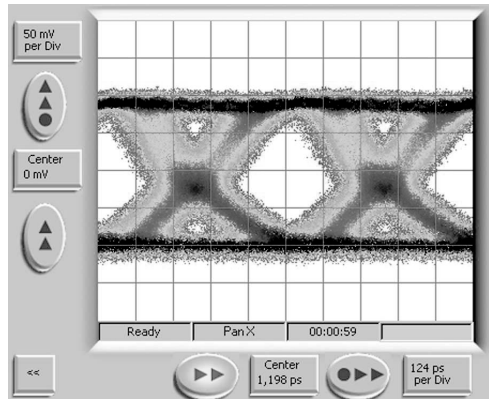 50 mV
per Div
Center
0 mV
Ready
Pan X
00:00:59
<<
Center
1,198 ps
124 ps
per Div